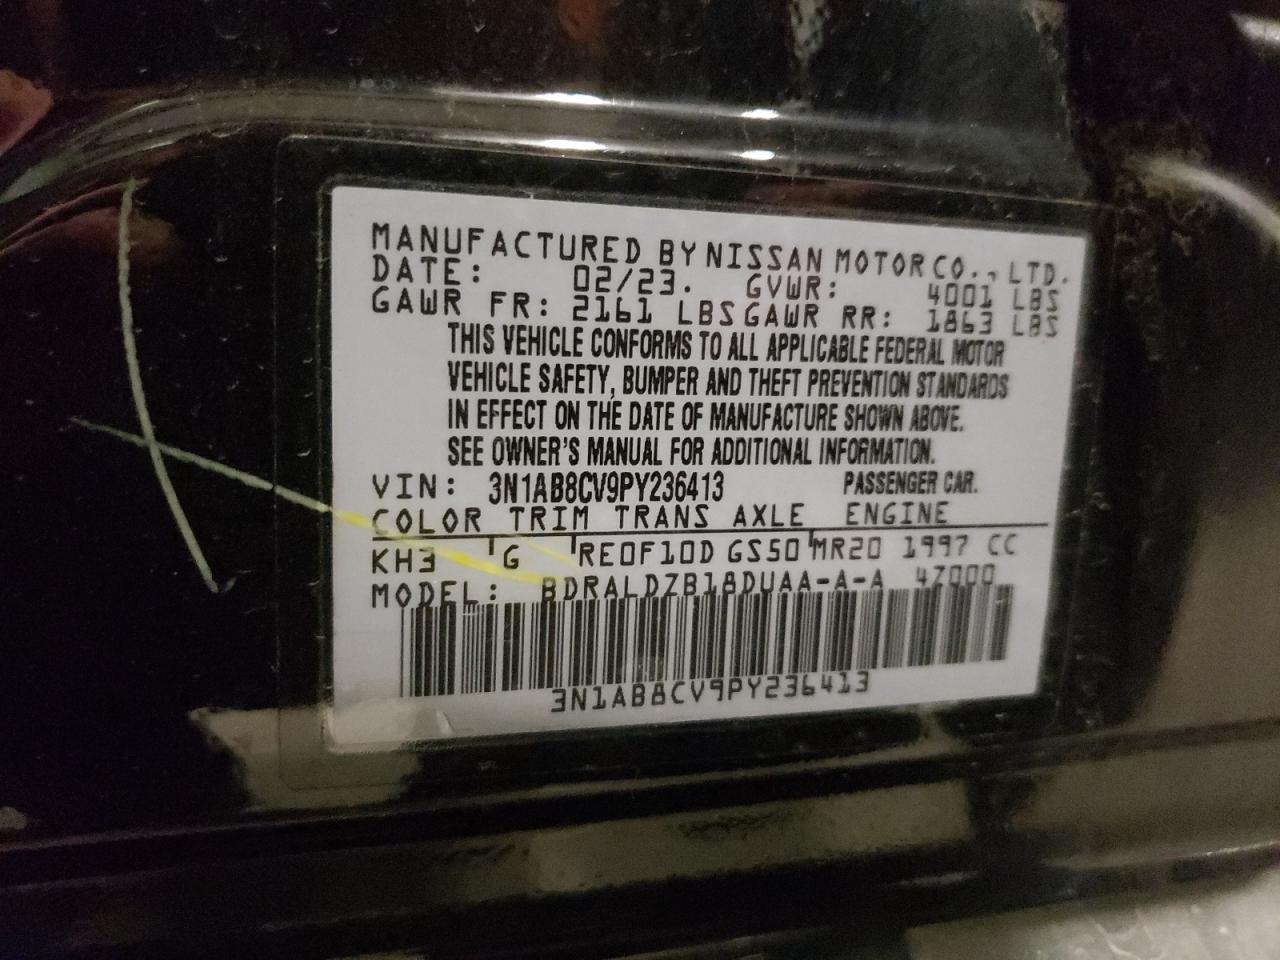 MANUFACTURED BY NISSAN MOTOR CO., LTD.
DATE: 02/23. GVWR: 4001 LBS
GAWR FR: 2161 LBS GAWR RR: 1863 LBS
THIS VEHICLE CONFORMS TO ALL APPLICABLE FEDERAL MOTOR
VEHICLE SAFETY, BUMPER AND THEFT PREVENTION STANDARDS
IN EFFECT ON THE DATE OF MANUFACTURE SHOWN ABOVE.
SEE OWNER'S MANUAL FOR ADDITIONAL INFORMATION.
VIN: 3N1AB8CV9PY236413 PASSENGER CAR.
COLOR TRIM TRANS AXLE ENGINE
KH3 G RE0F10D GS50 MR20 1997 CC
MODEL: BDRALDZB18DUAA-A-A 47000
3N1AB8CV9PY236413